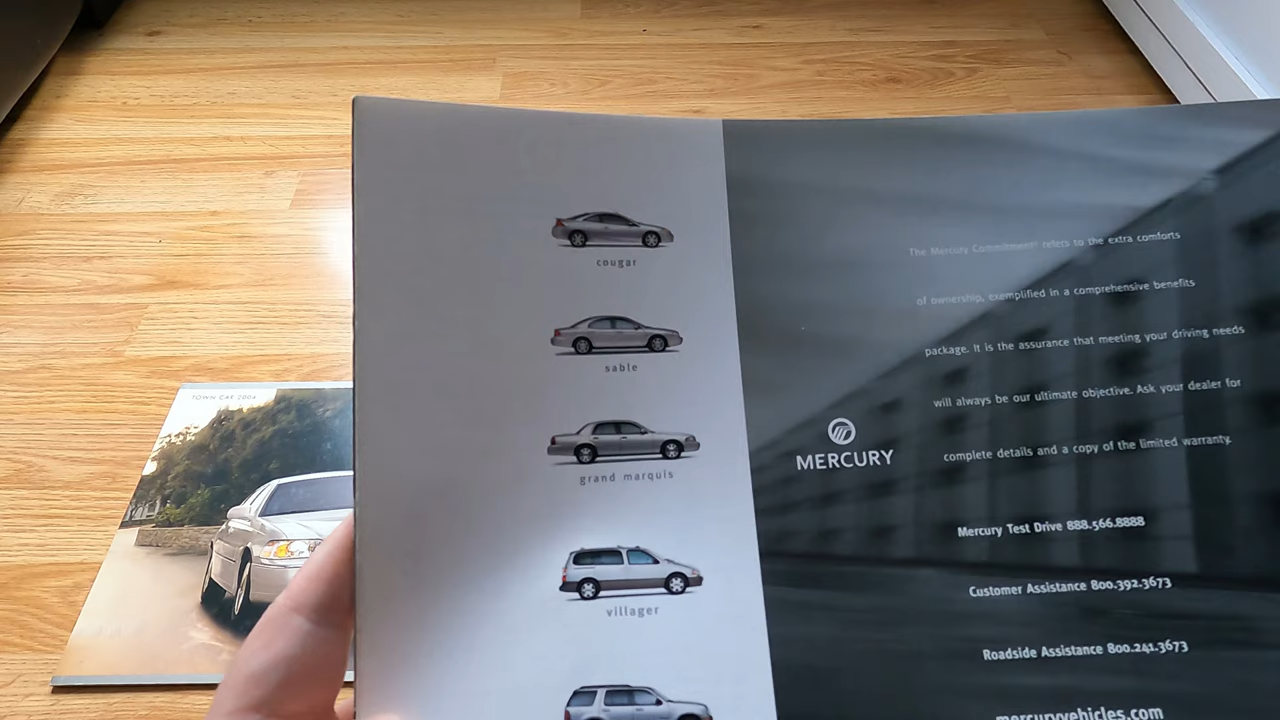 TOWN CAR 2004
cougar
sable
grand marquis
villager
The Mercury Commitment® refers to the extra comforts
of ownership, exemplified in a comprehensive benefits
package. It is the assurance that meeting your driving needs
will always be our ultimate objective. Ask your dealer for
complete details and a copy of the limited warranty.
MERCURY
Mercury Test Drive 888.566.8888
Customer Assistance 800.392.3673
Roadside Assistance 800.241.3673
mercuryvehicles.com